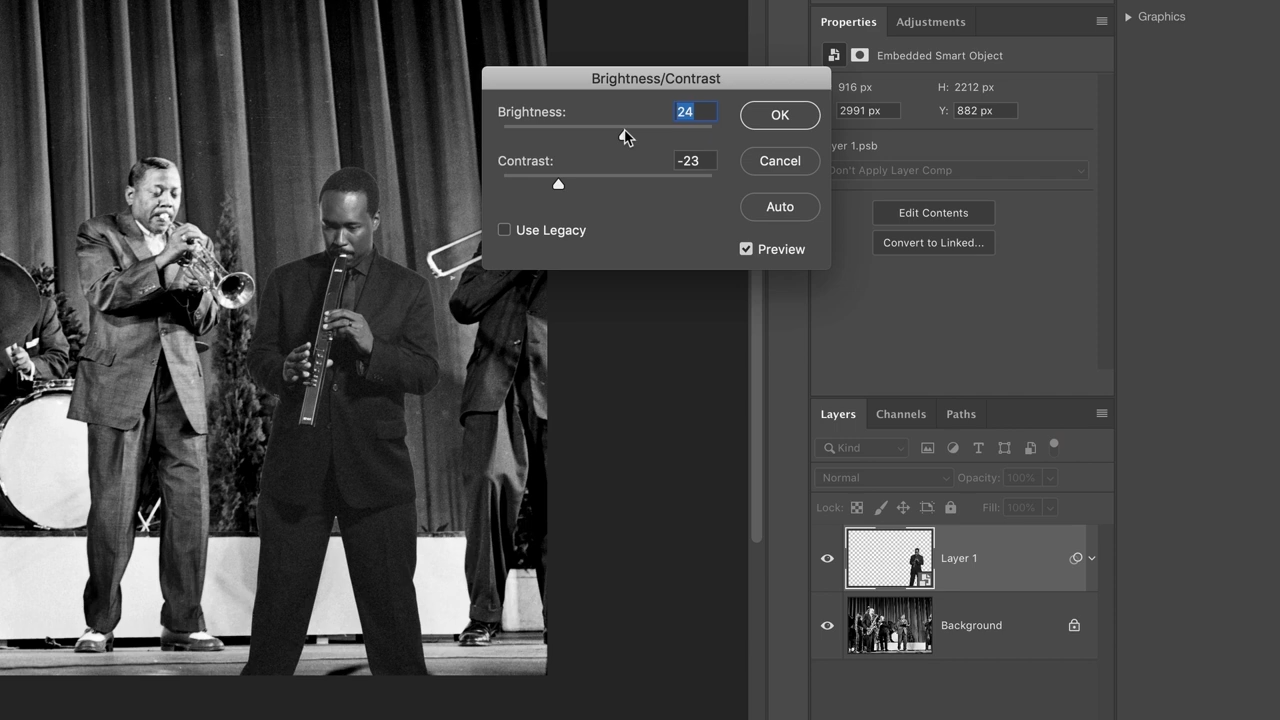 Properties
Adjustments
Graphics
Embedded Smart Object
Brightness/Contrast
916 px
H: 2212 px
Brightness:
24
OK
2991 px
Y:
882 px
Contrast:
-23
Cancel
yer 1.psb
Don't Apply Layer Comp
Auto
Edit Contents
Use Legacy
Preview
Convert to Linked...
Layers
Channels
Paths
Kind
Normal
Opacity:
100%
Lock:
Fill:
100%
Layer 1
Background